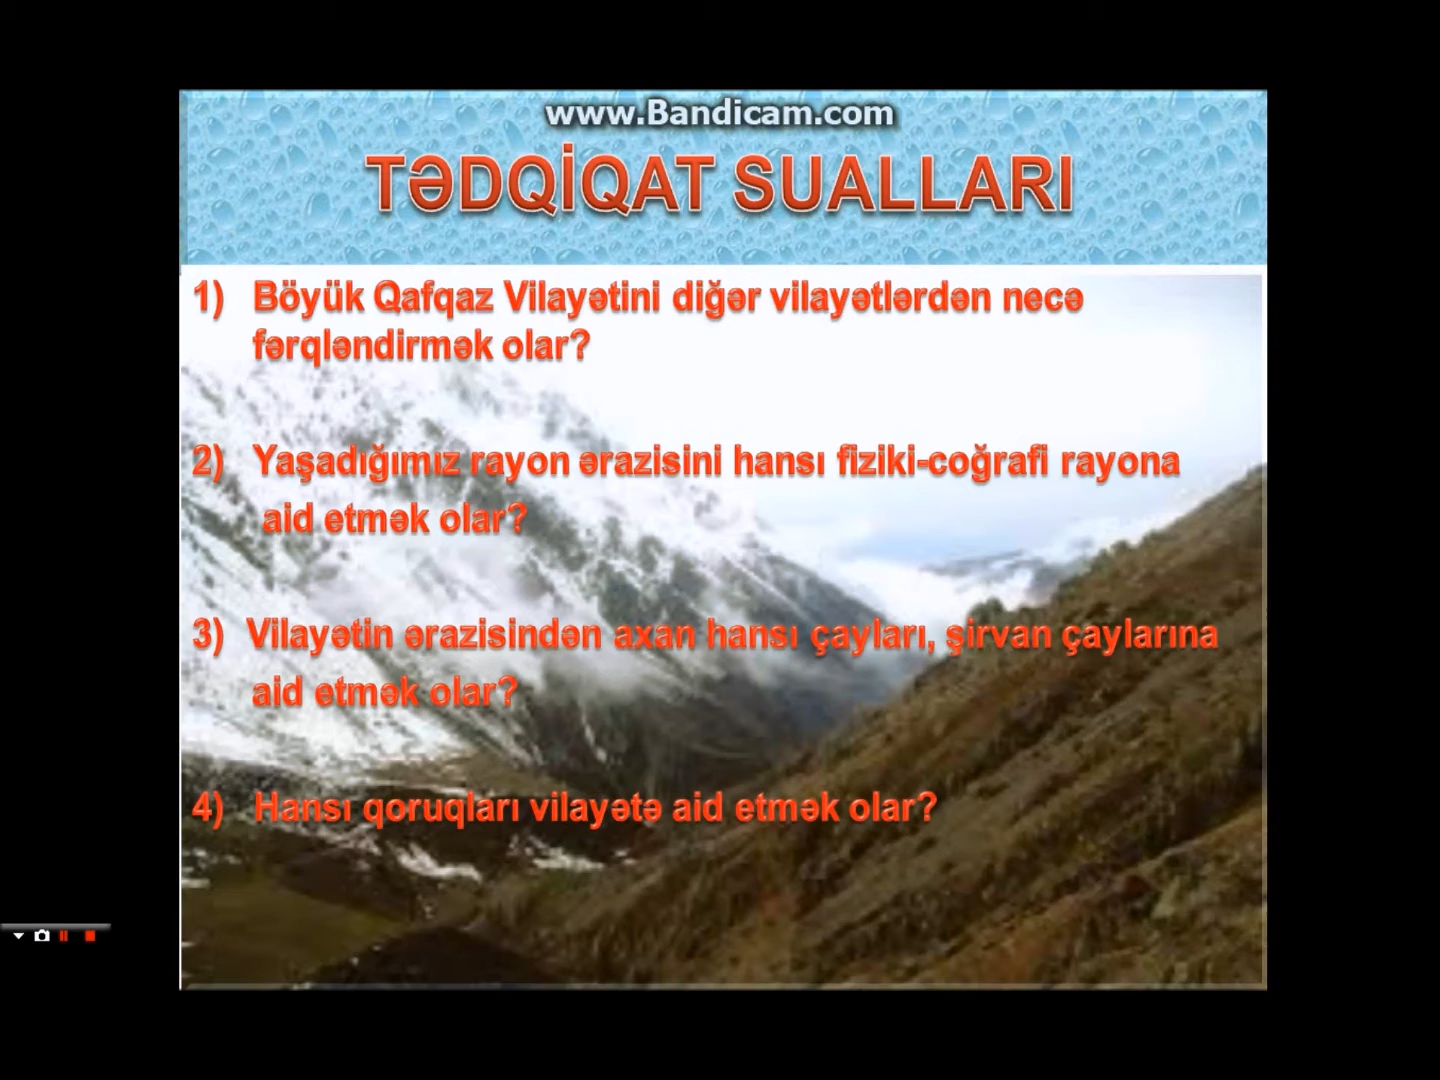 www.Bandicam.com
TƏDQİQAT SUALLARI
1) Böyük Qafqaz Vilayətini diğər vilayətlərdən necə
fərqləndirmək olar?
2) Yaşadığımız rayon ərazisini hansı fiziki-coğrafi rayona
aid etmək olar?
3) Vilayətin ərazisindən axan hansı çayları, şirvan çaylarına
aid etmək olar?
4) Hansı qoruqları vilayətə aid etmək olar?